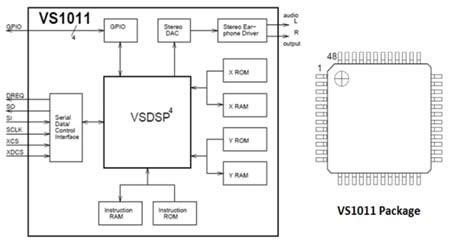 VS1011
GPIO
4
GPIO
Stereo
DAC
Stereo Ear-
phone Driver
audio
L
R
output
X ROM
X RAM
VSDSP4
DREQ
SO
SI
SCLK
XCS
XDCS
Serial
Data/
Control
Interface
Y ROM
Y RAM
Instruction
RAM
Instruction
ROM
48
1
VS1011 Package